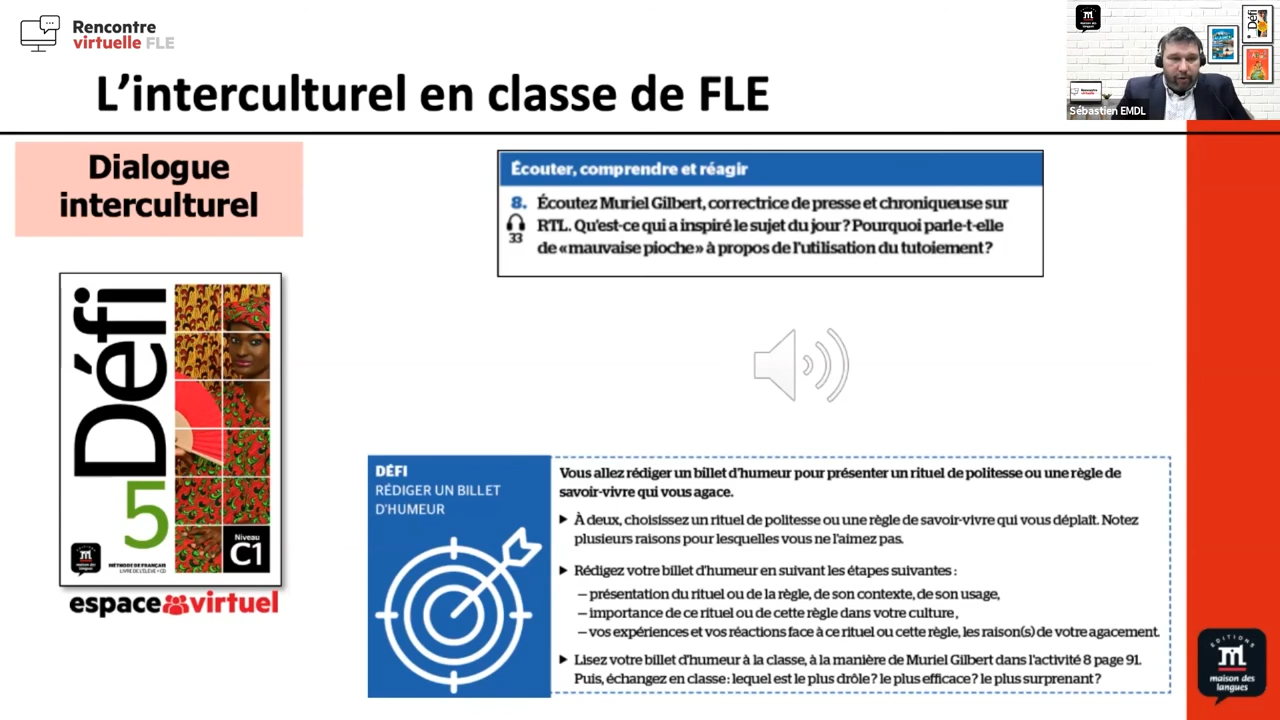 Rencontre
virtuelle FLE
L'interculturel en classe de FLE
Sébastien EMDL
Dialogue
interculturel
Écouter, comprendre et réagir
8. Écoutez Muriel Gilbert, correctrice de presse et chroniqueuse sur
RTL. Qu'est-ce qui a inspiré le sujet du jour ? Pourquoi parle-t-elle
33
de «mauvaise pioche» à propos de l'utilisation du tutoiement ?
Défi
5
Niveau
C1
MÉTHODE DE FRANÇAIS
LIVRE DE L'ÉLÈVE + CD
espace virtuel
DÉFI
RÉDIGER UN BILLET
D'HUMEUR
Vous allez rédiger un billet d'humeur pour présenter un rituel de politesse ou une règle de
savoir-vivre qui vous agace.
▶ À deux, choisissez un rituel de politesse ou une règle de savoir-vivre qui vous déplaît. Notez
plusieurs raisons pour lesquelles vous ne l'aimez pas.
▶ Rédigez votre billet d'humeur en suivant les étapes suivantes :
– présentation du rituel ou de la règle, de son contexte, de son usage,
– importance de ce rituel ou de cette règle dans votre culture,
– vos expériences et vos réactions face à ce rituel ou cette règle, les raison(s) de votre agacement.
▶ Lisez votre billet d'humeur à la classe, à la manière de Muriel Gilbert dans l'activité 8 page 91.
Puis, échangez en classe : lequel est le plus drôle ? le plus efficace ? le plus surprenant ?
ÉDITIONS
maison des
langues